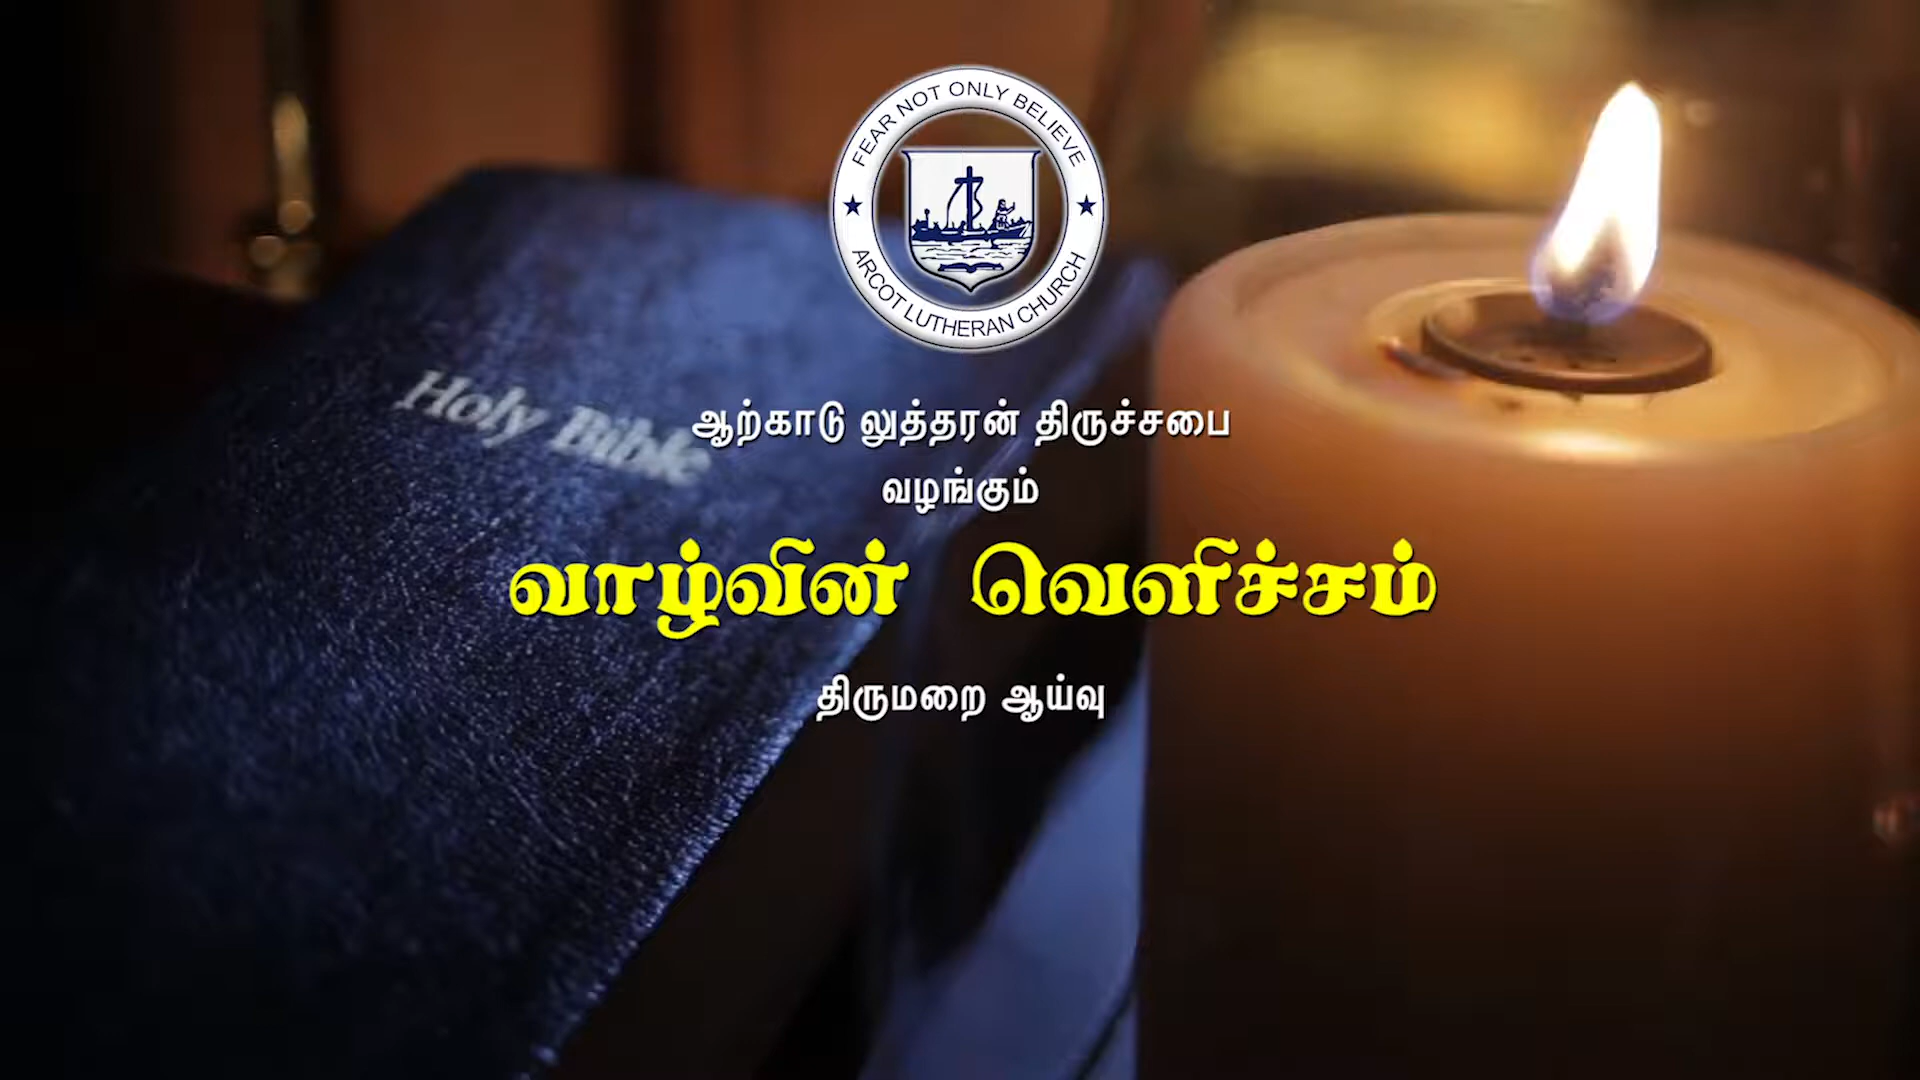 FEAR NOT ONLY BELIEVE
ARCOT LUTHERAN CHURCH
Holy Bible
ஆற்காடு லுத்தரன் திருச்சபை
வழங்கும்
வாழ்வின் வெளிச்சம்
திருமறை ஆய்வு